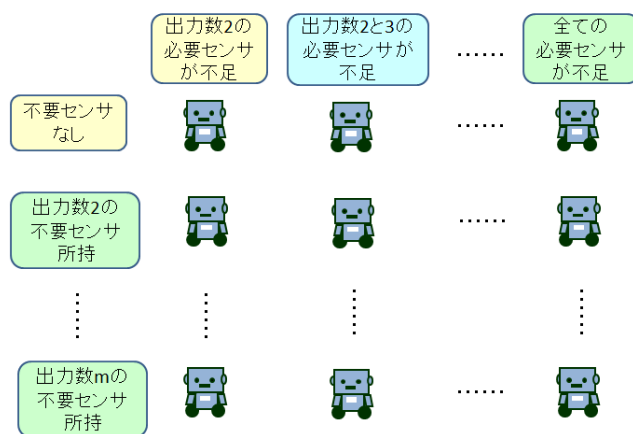 出力数2の
必要センサ
が不足
出力数2と3の
必要センサが
不足
……
全ての
必要センサ
が不足
不要センサ
なし
……
出力数2の
不要センサ
所持
……
……
……
……
……
出力数mの
不要センサ
所持
……